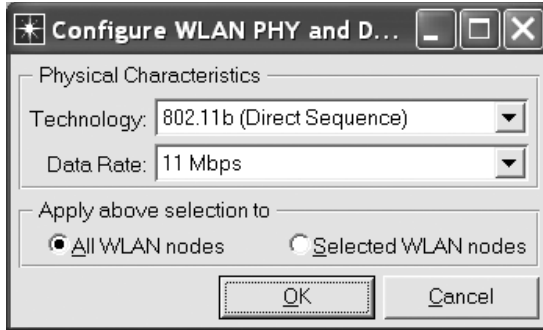 Configure WLAN PHY and D...
Physical Characteristics
Technology: 802.11b (Direct Sequence)
Data Rate: 11 Mbps
Apply above selection to
All WLAN nodes Selected WLAN nodes
OK Cancel